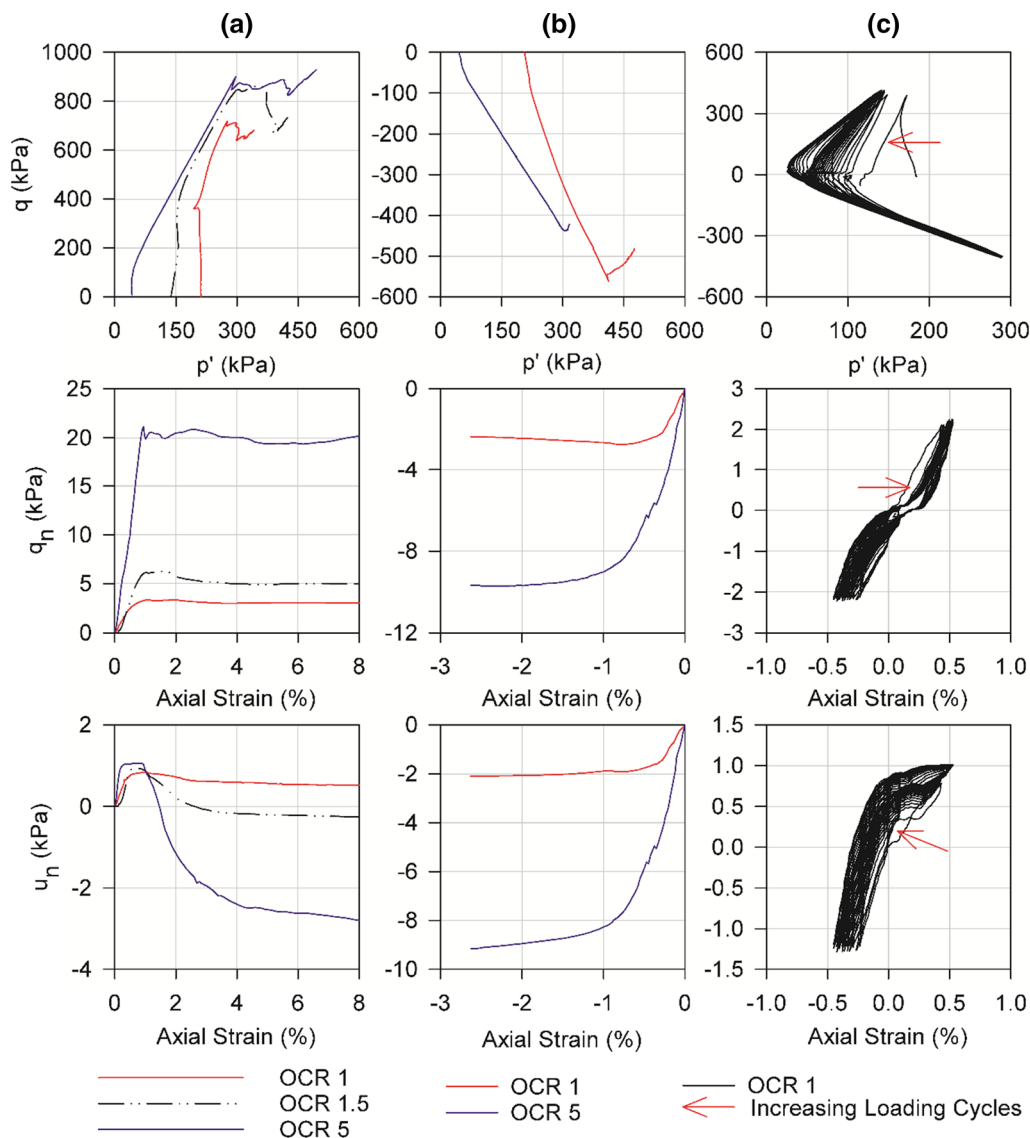 (a) (b) (c)
1000 0 600
800 -100
600 -200 300
400 -300 0
200 -400 -300
0 -500
-600 -600
q (kPa)
0 150 300 450 600 0 150 300 450 600 0 100 200 300
p' (kPa) p' (kPa) p' (kPa)
25 0 3
20 2
15 -4 1
10 -8 0
5 -1
0 -12 -2
-3
qn (kPa)
0 2 4 6 8 -3 -2 -1 0 -1.0 -0.5 0.0 0.5 1.0
Axial Strain (%) Axial Strain (%) Axial Strain (%)
2 0 1.5
0 -2 1.0
-4 0.5
-2 -6 0.0
-8 -0.5
-4 -10 -1.0
-1.5
un (kPa)
0 2 4 6 8 -3 -2 -1 0 -1.0 -0.5 0.0 0.5 1.0
Axial Strain (%) Axial Strain (%) Axial Strain (%)
OCR 1
OCR 1.5
OCR 5
OCR 1
OCR 5
OCR 1
Increasing Loading Cycles